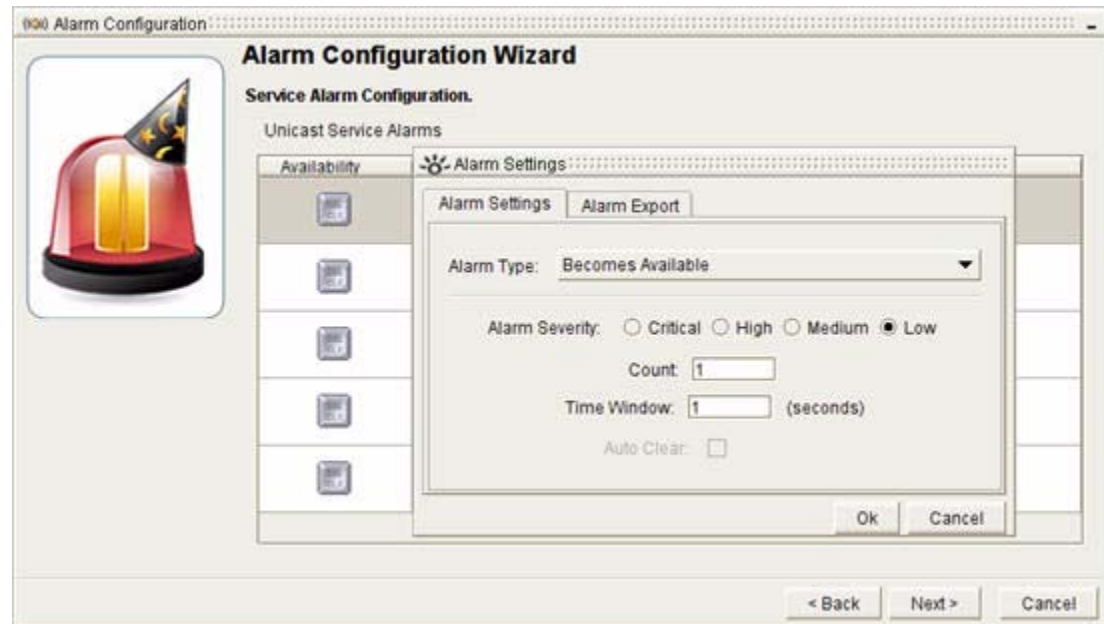 Alarm Configuration
Alarm Configuration Wizard
Service Alarm Configuration.
Unicast Service Alarms
Availability
Alarm Settings
Alarm Settings Alarm Export
Alarm Type: Becomes Available
Alarm Severity: Critical High Medium Low
Count: 1
Time Window: 1 (seconds)
Auto Clear:
Ok Cancel
< Back Next > Cancel